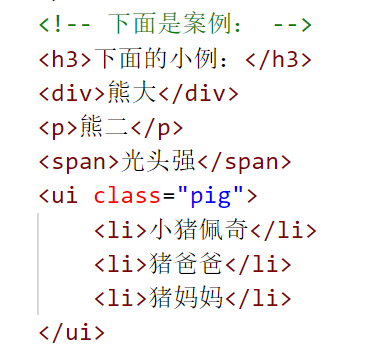 <!-- 下面是案例： -->
<h3>下面的小例：</h3>
<div>熊大</div>
<p>熊二</p>
<span>光头强</span>
<ui class="pig">
    <li>小猪佩奇</li>
    <li>猪爸爸</li>
    <li>猪妈妈</li>
</ui>